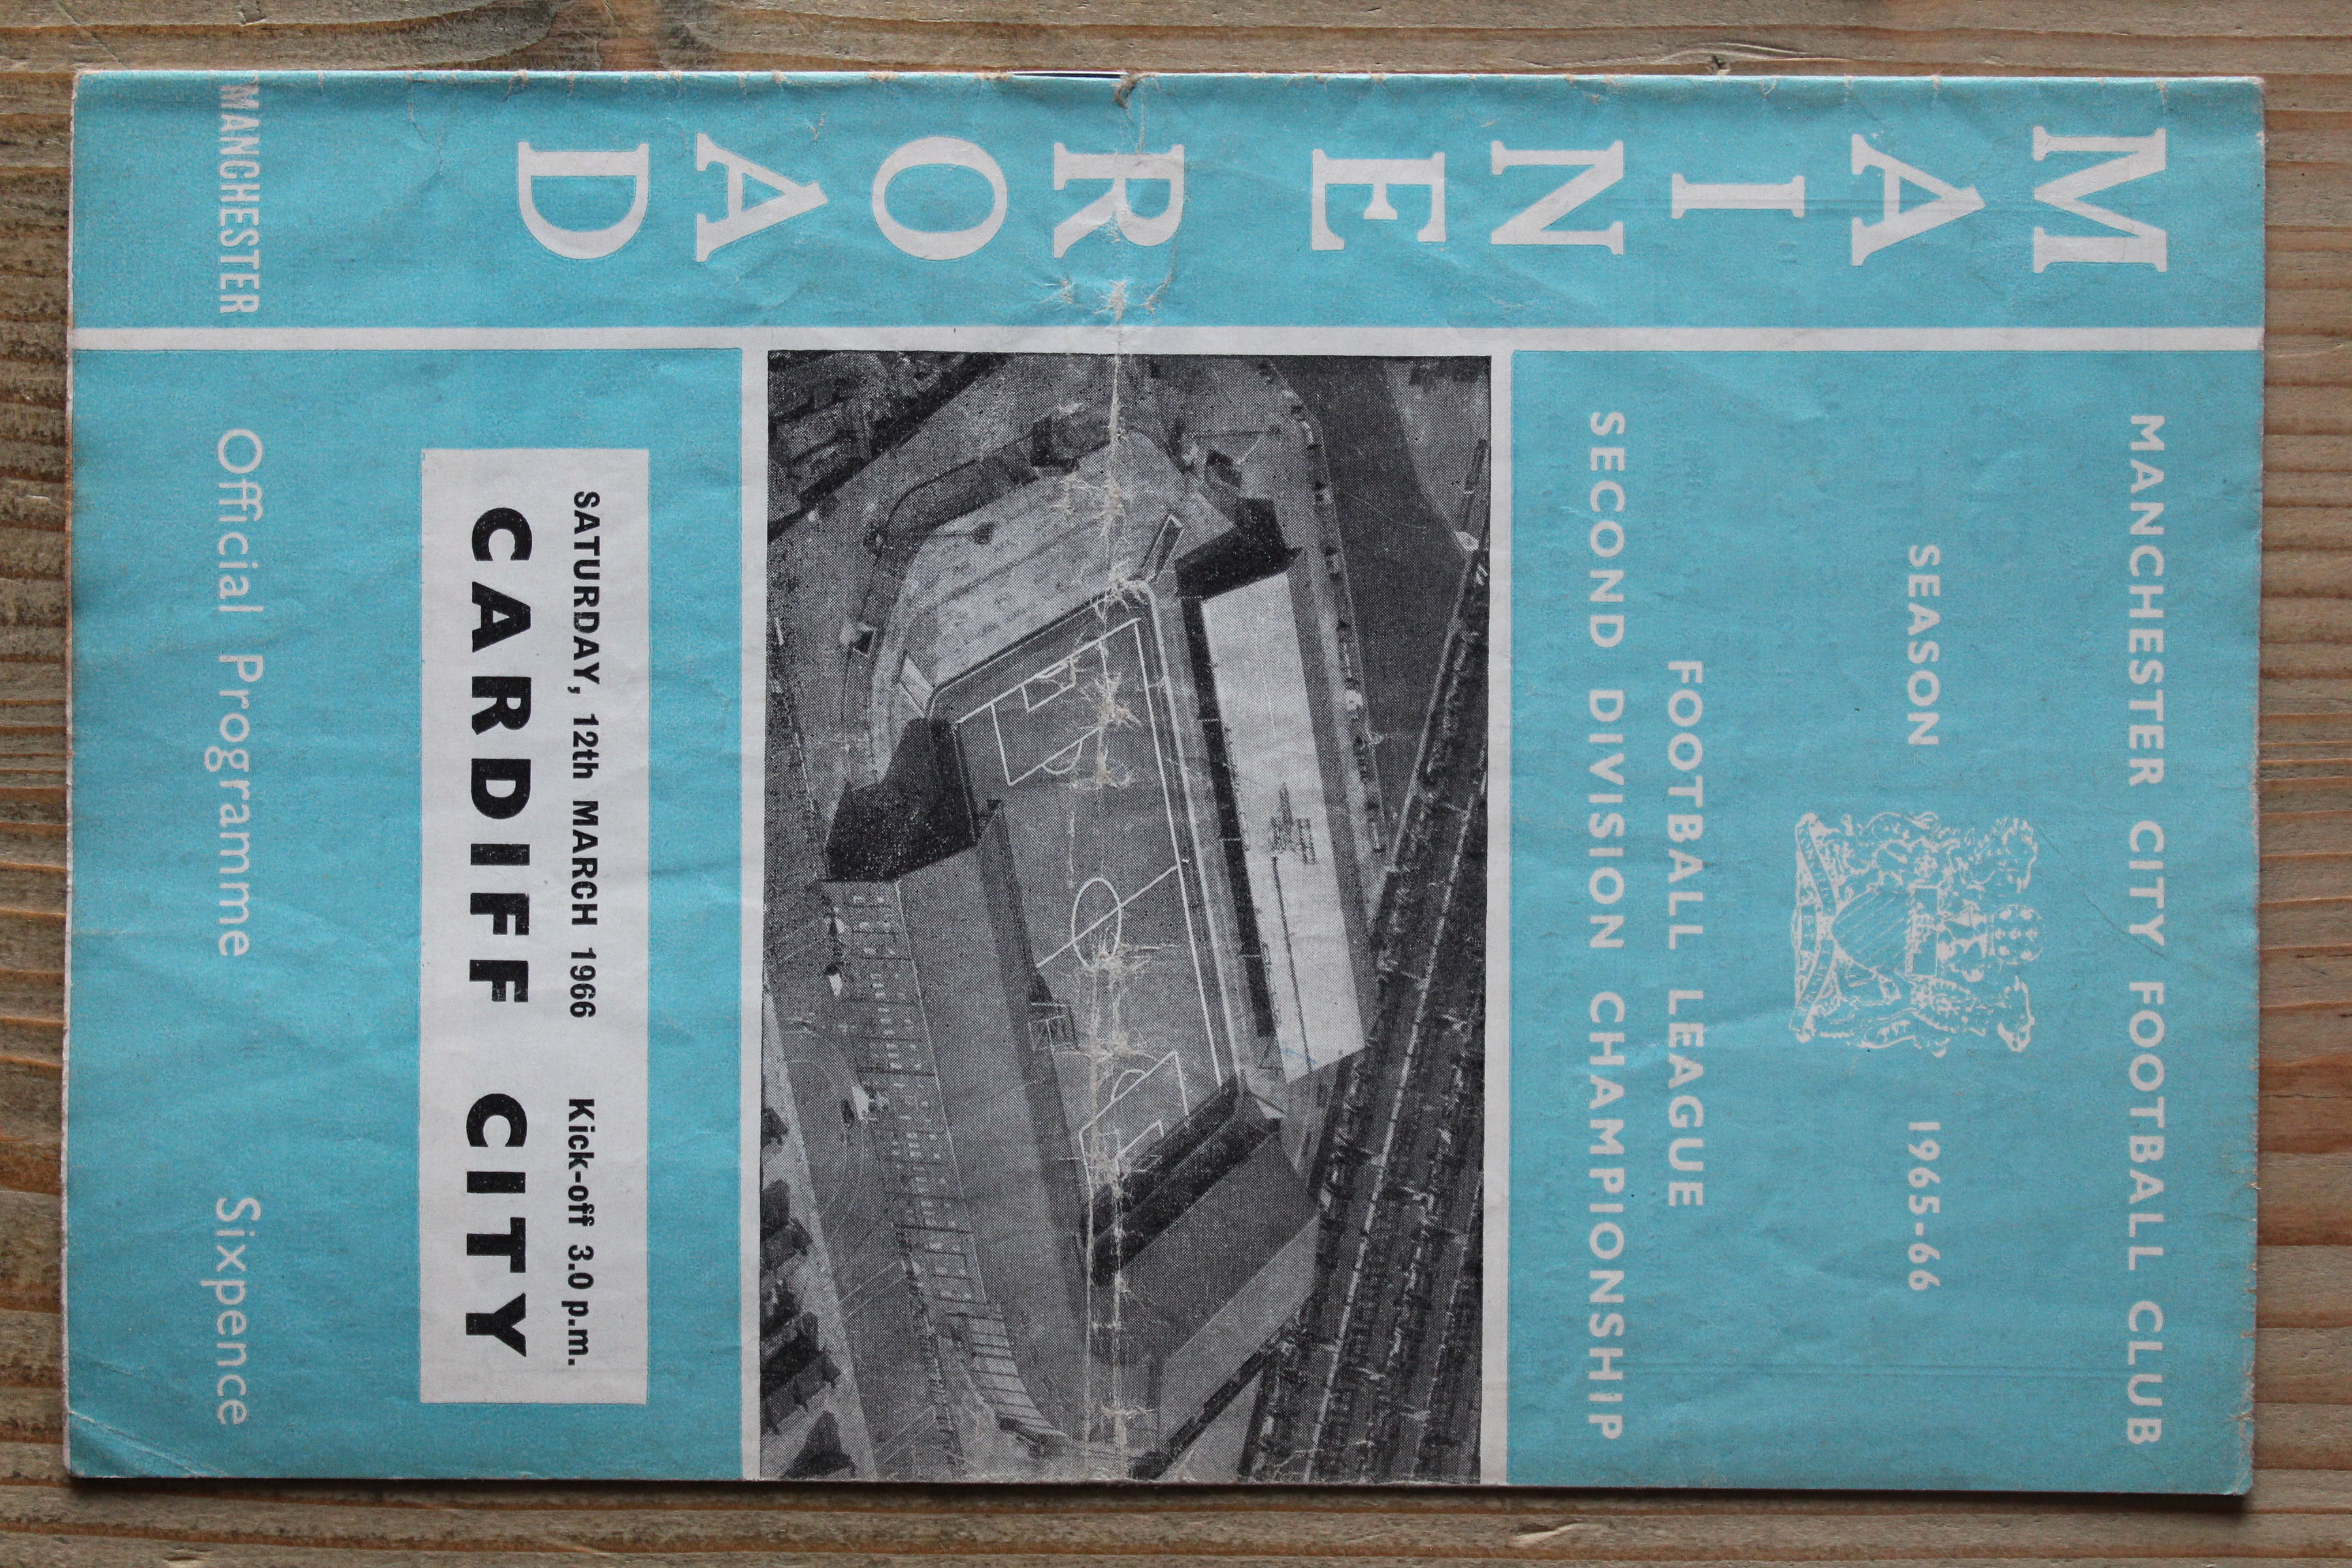 MANCHESTER CITY FOOTBALL CLUB
SEASON 1965-66
FOOTBALL LEAGUE
SECOND DIVISION CHAMPIONSHIP
MAINE ROAD
MANCHESTER
SATURDAY, 12th MARCH 1966 Kick-off 3.0 p.m.
CARDIFF CITY
Official Programme Sixpence